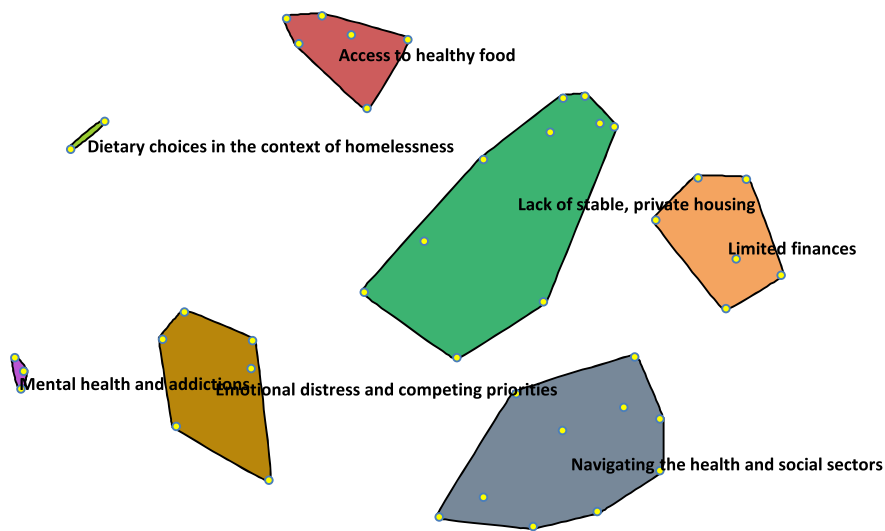 Access to healthy food
Dietary choices in the context of homelessness
Lack of stable, private housing
Limited finances
Mental health and addictions
Emotional distress and competing priorities
Navigating the health and social sectors